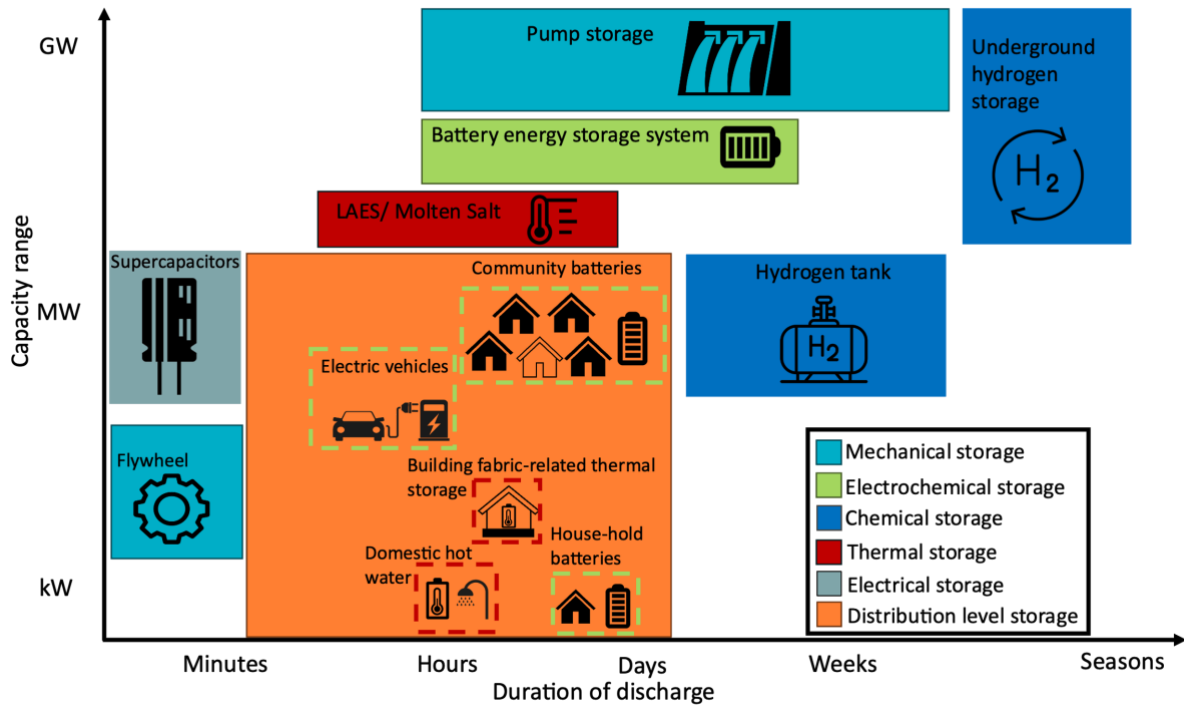 GW
Pump storage
Underground
hydrogen
storage
H2
Battery energy storage system
LAES/ Molten Salt
Capacity range
MW
Supercapacitors
Community batteries
Hydrogen tank
H2
Electric vehicles
Flywheel
Building fabric-related thermal
storage
House-hold
batteries
Domestic hot
water
kW
Mechanical storage
Electrochemical storage
Chemical storage
Thermal storage
Electrical storage
Distribution level storage
Minutes
Hours
Days
Weeks
Seasons
Duration of discharge